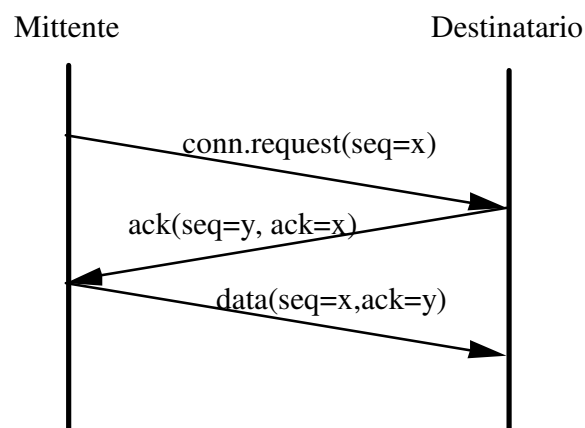 Mittente Destinatario
conn.request(seq=x)
ack(seq=y, ack=x)
data(seq=x,ack=y)